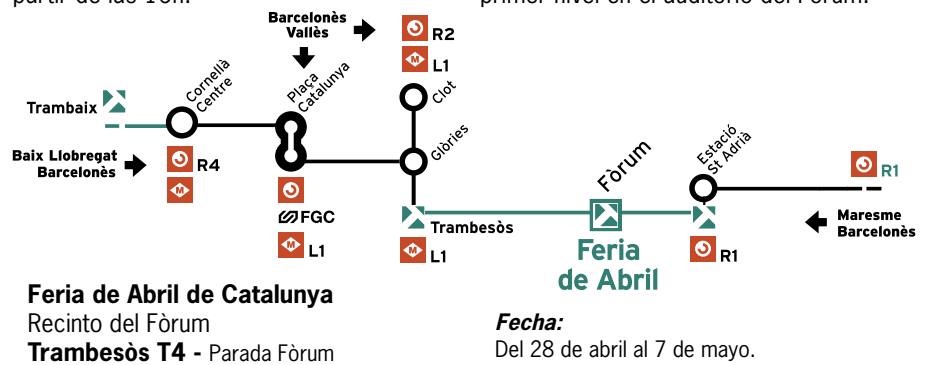 partir de las 16h.
primer nivel en el auditorio del Fòrum.
Barcelonès
Vallès
R2
L1
Trambaix
Cornellà
Centre
Plaça
Catalunya
Clot
Glòries
Baix Llobregat
Barcelonès
R4
FGC
L1
Trambesòs
L1
Fòrum
Feria
de Abril
Estació
St Adrià
R1
R1
Maresme
Barcelonès
Feria de Abril de Catalunya
Recinto del Fòrum
Trambesòs T4 - Parada Fòrum
Fecha:
Del 28 de abril al 7 de mayo.